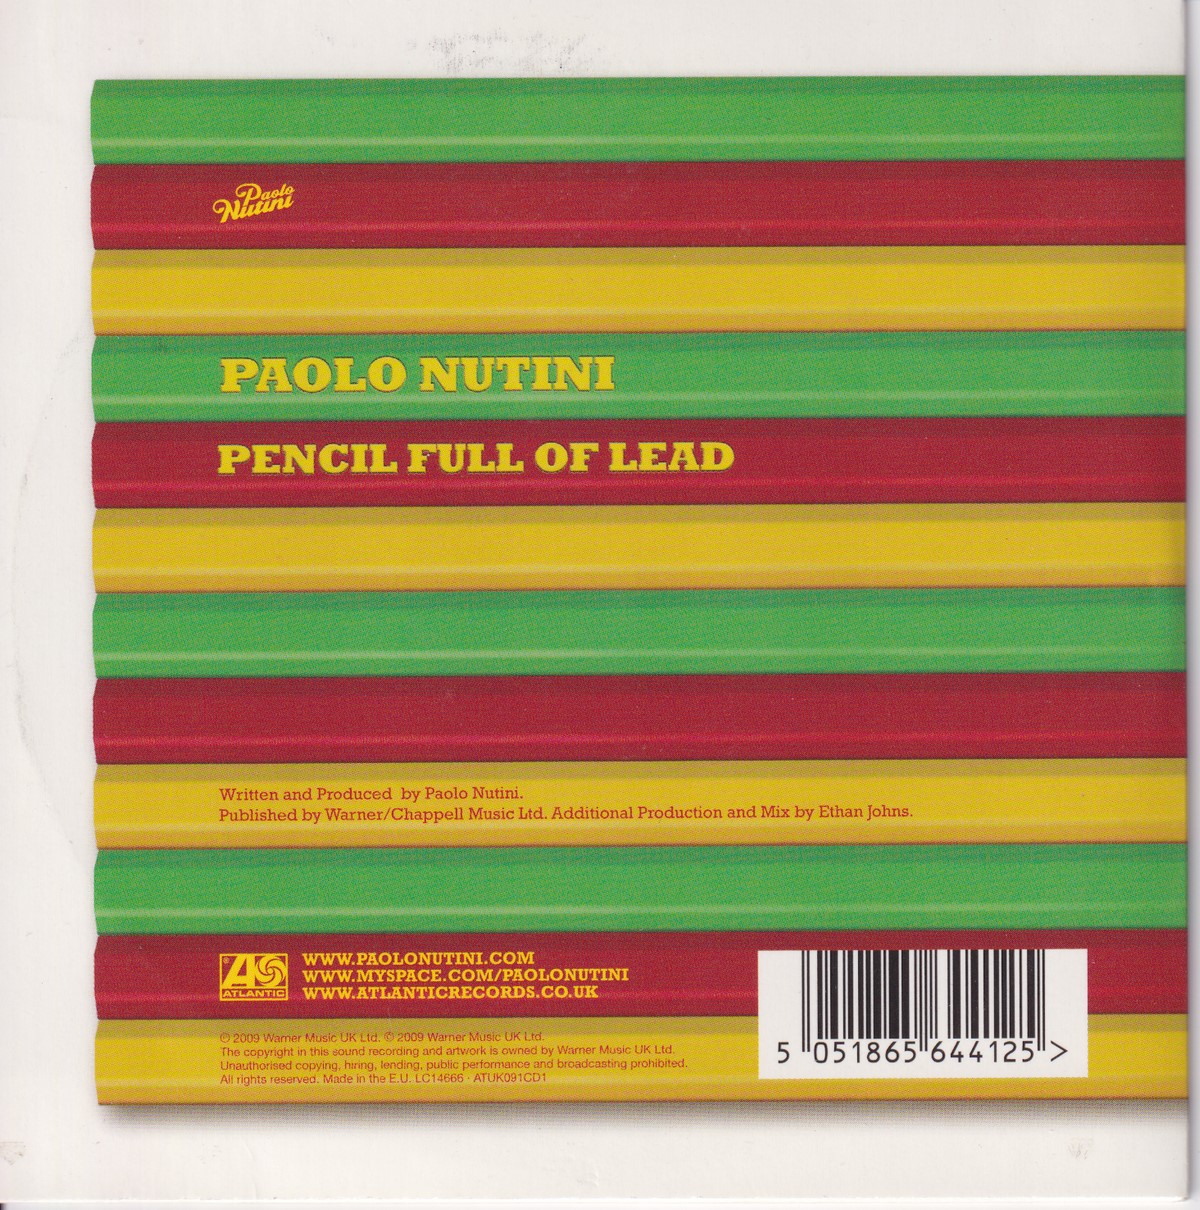 Paolo
Nutini
PAOLO NUTINI
PENCIL FULL OF LEAD
Written and Produced by Paolo Nutini.
Published by Warner/Chappell Music Ltd. Additional Production and Mix by Ethan Johns.
ATLANTIC
WWW.PAOLONUTINI.COM
WWW.MYSPACE.COM/PAOLONUTINI
WWW.ATLANTICRECORDS.CO.UK
℗ 2009 Warner Music UK Ltd. © 2009 Warner Music UK Ltd.
The copyright in this sound recording and artwork is owned by Warner Music UK Ltd.
Unauthorised copying, hiring, lending, public performance and broadcasting prohibited.
All rights reserved. Made in the E.U. LC14666 · ATUK091CD1
5 051865 644125 >